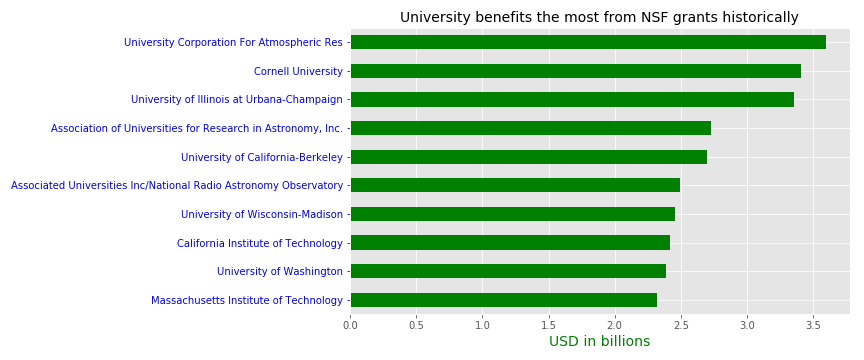 University benefits the most from NSF grants historically
University Corporation For Atmospheric Res
Cornell University
University of Illinois at Urbana-Champaign
Association of Universities for Research in Astronomy, Inc.
University of California-Berkeley
Associated Universities Inc/National Radio Astronomy Observatory
University of Wisconsin-Madison
California Institute of Technology
University of Washington
Massachusetts Institute of Technology
0.0 0.5 1.0 1.5 2.0 2.5 3.0 3.5
USD in billions